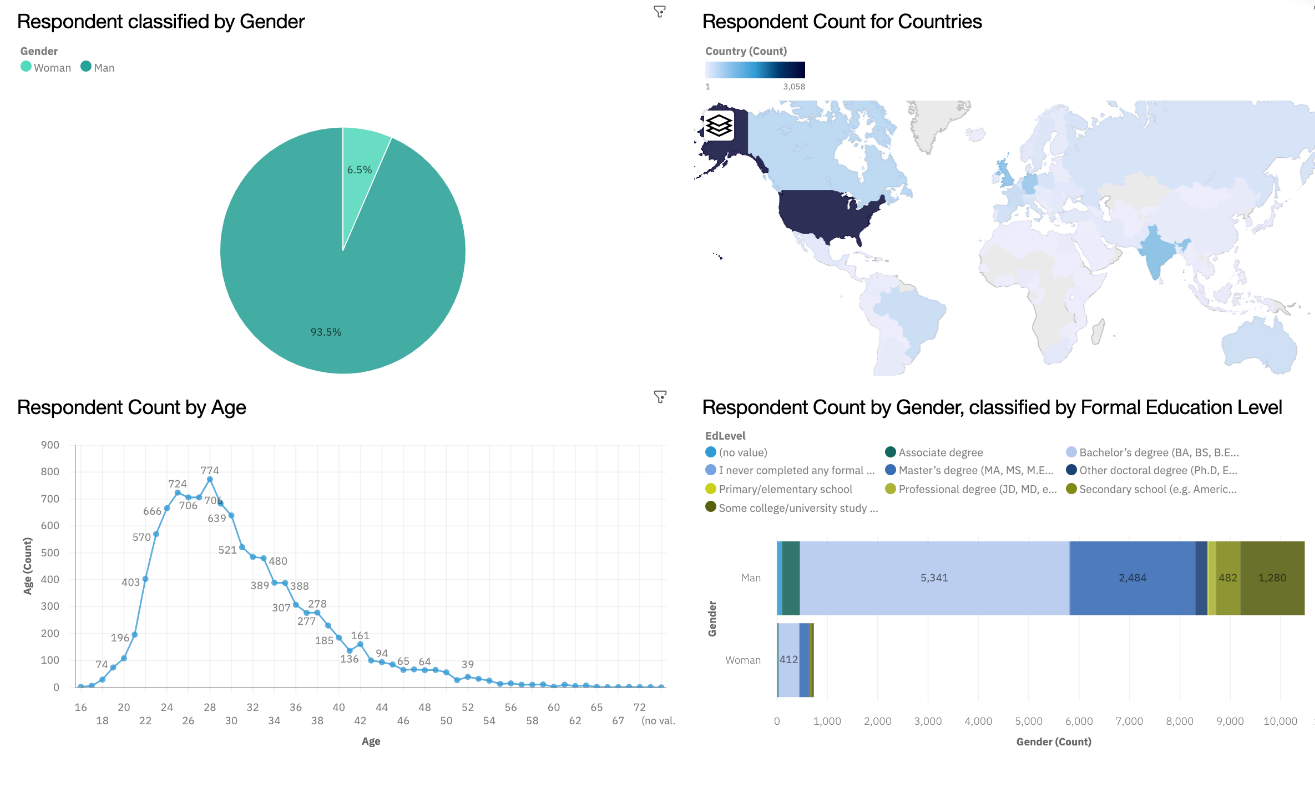 Respondent classified by Gender
Gender
Woman Man
6.5%
93.5%
Respondent Count for Countries
Country (Count)
1 3,058
Respondent Count by Age
900
800
700
600
500
400
300
200
100
0
Age (Count)
74
196
403
570
666
724
706
774
706
639
521
480
389
388
307
277
278
185
136
161
94
65
64
39
16 20 24 28 32 36 40 44 48 52 56 60 65 72
18 22 26 30 34 38 42 46 50 54 58 62 67 (no val.
Age
Respondent Count by Gender, classified by Formal Education Level
EdLevel
(no value) Associate degree Bachelor's degree (BA, BS, B.E...
I never completed any formal ... Master's degree (MA, MS, M.E... Other doctoral degree (Ph.D, E...
Primary/elementary school Professional degree (JD, MD, e... Secondary school (e.g. Americ...
Some college/university study ...
Gender
Man 5,341 2,484 482 1,280
Woman 412
0 1,000 2,000 3,000 4,000 5,000 6,000 7,000 8,000 9,000 10,000
Gender (Count)